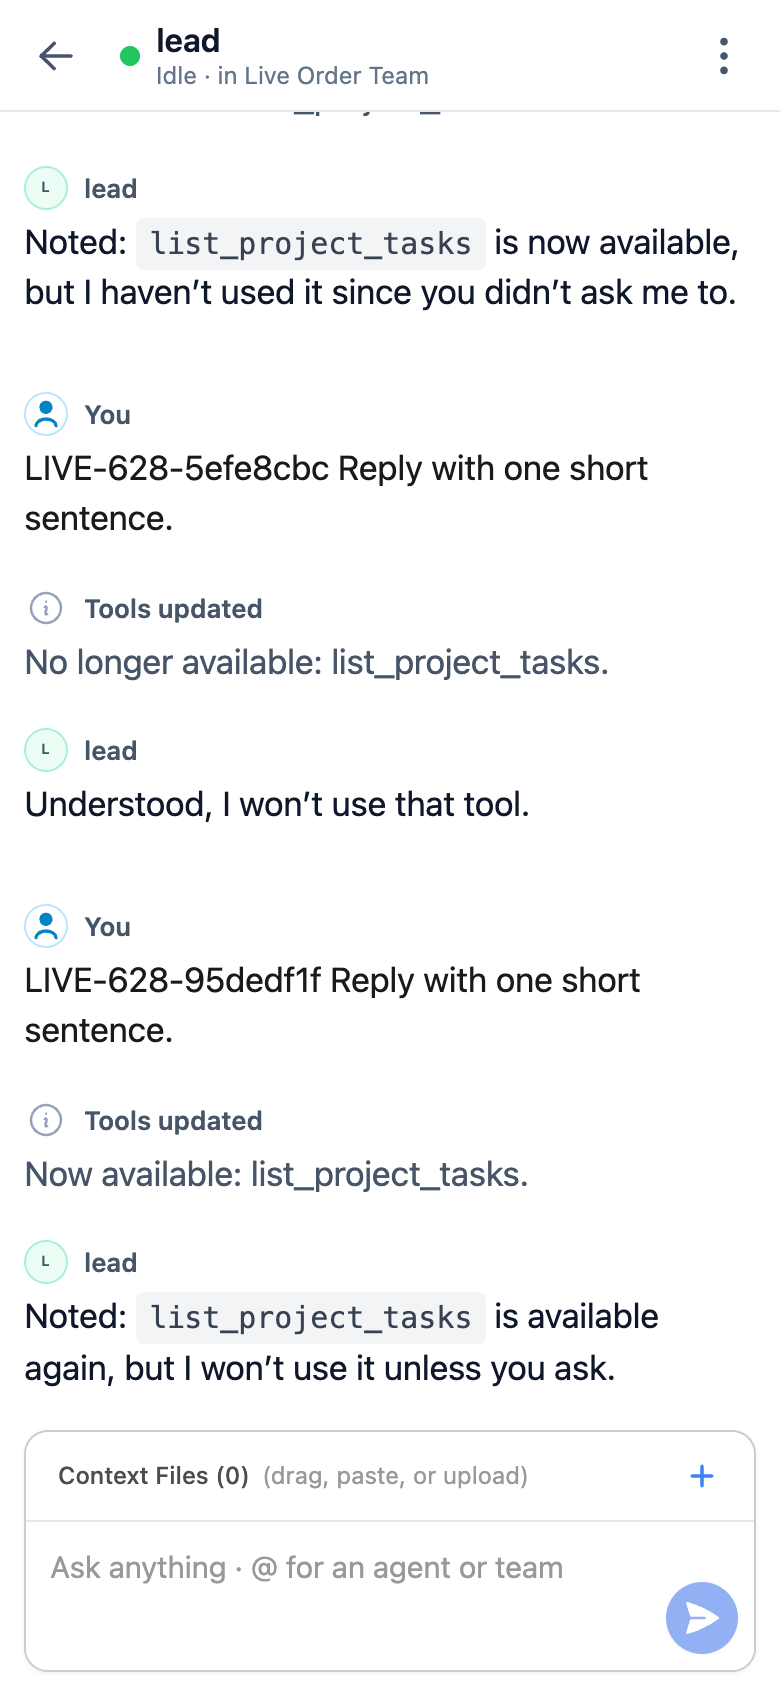 lead
Idle · in Live Order Team
L
lead
Noted: list_project_tasks is now available,
but I haven’t used it since you didn’t ask me to.
You
LIVE-628-5efe8cbc Reply with one short
sentence.
Tools updated
No longer available: list_project_tasks.
L
lead
Understood, I won’t use that tool.
You
LIVE-628-95dedf1f Reply with one short
sentence.
Tools updated
Now available: list_project_tasks.
L
lead
Noted: list_project_tasks is available
again, but I won’t use it unless you ask.
Context Files (0) (drag, paste, or upload)
Ask anything · @ for an agent or team